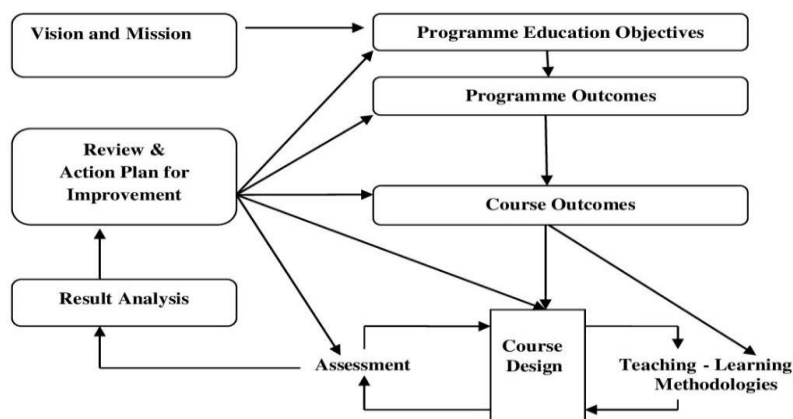 Vision and Mission
Programme Education Objectives
Programme Outcomes
Review &
Action Plan for
Improvement
Course Outcomes
Result Analysis
Assessment
Course
Design
Teaching - Learning
Methodologies